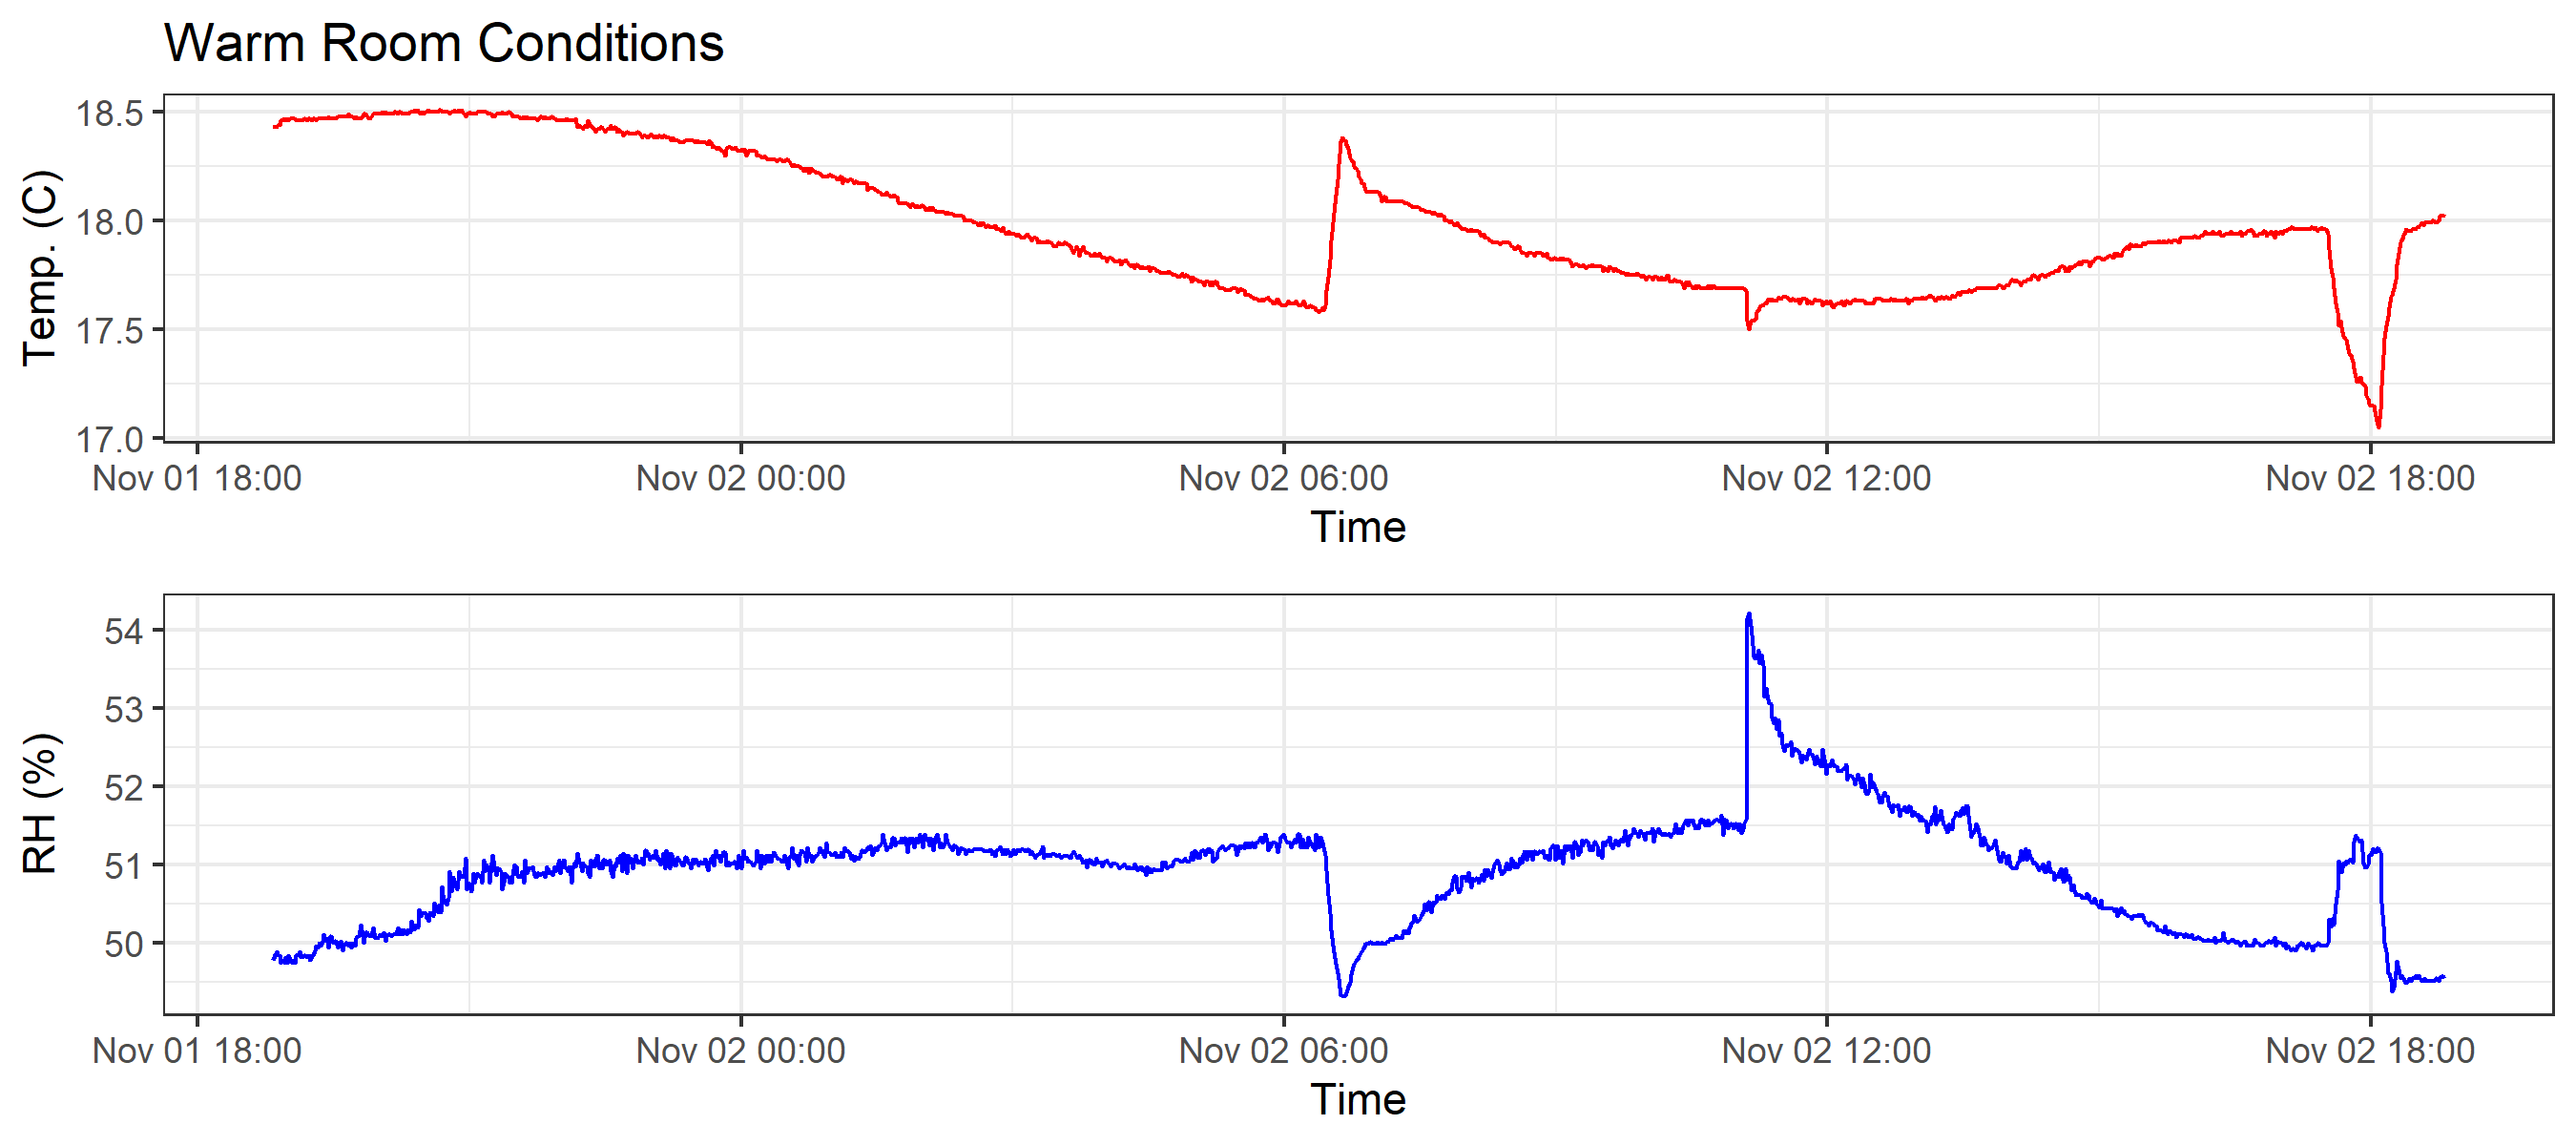 Warm Room Conditions
Temp. (C)
18.5
18.0
17.5
17.0
Nov 01 18:00 Nov 02 00:00 Nov 02 06:00 Nov 02 12:00 Nov 02 18:00
Time
RH (%)
54
53
52
51
50
Nov 01 18:00 Nov 02 00:00 Nov 02 06:00 Nov 02 12:00 Nov 02 18:00
Time